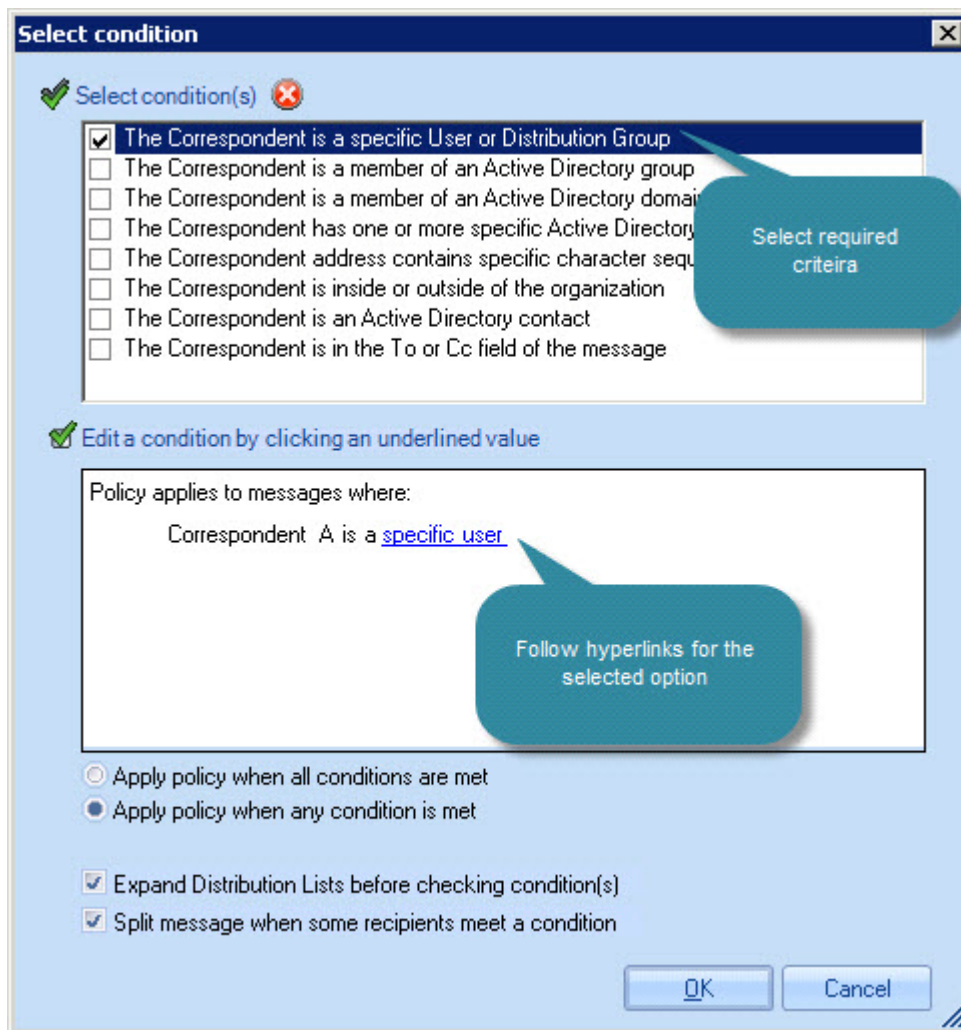 Select condition
Select condition(s)
The Correspondent is a specific User or Distribution Group
The Correspondent is a member of an Active Directory group
The Correspondent is a member of an Active Directory
The Correspondent has one or more specific Active Directory
The Correspondent address contains specific character
The Correspondent is inside or outside of the organization
The Correspondent is an Active Directory contact
The Correspondent is in the To or Cc field of the message
Select required
criteira
Edit a condition by clicking an underlined value
Policy applies to messages where:
Correspondent A is a specific user
Follow hyperlinks for the
selected option
Apply policy when all conditions are met
Apply policy when any condition is met
Expand Distribution Lists before checking condition(s)
Split message when some recipients meet a condition
OK
Cancel